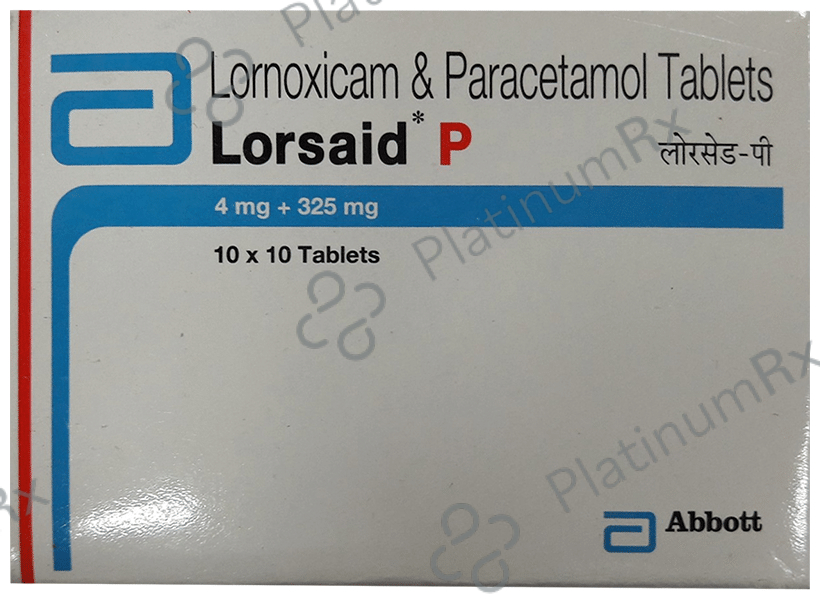 Lornoxicam & Paracetamol Tablets
Lorsaid* P
लोरसेड-पी
4 mg + 325 mg
10 x 10 Tablets
Abbott
PlatinumRx
PlatinumRx